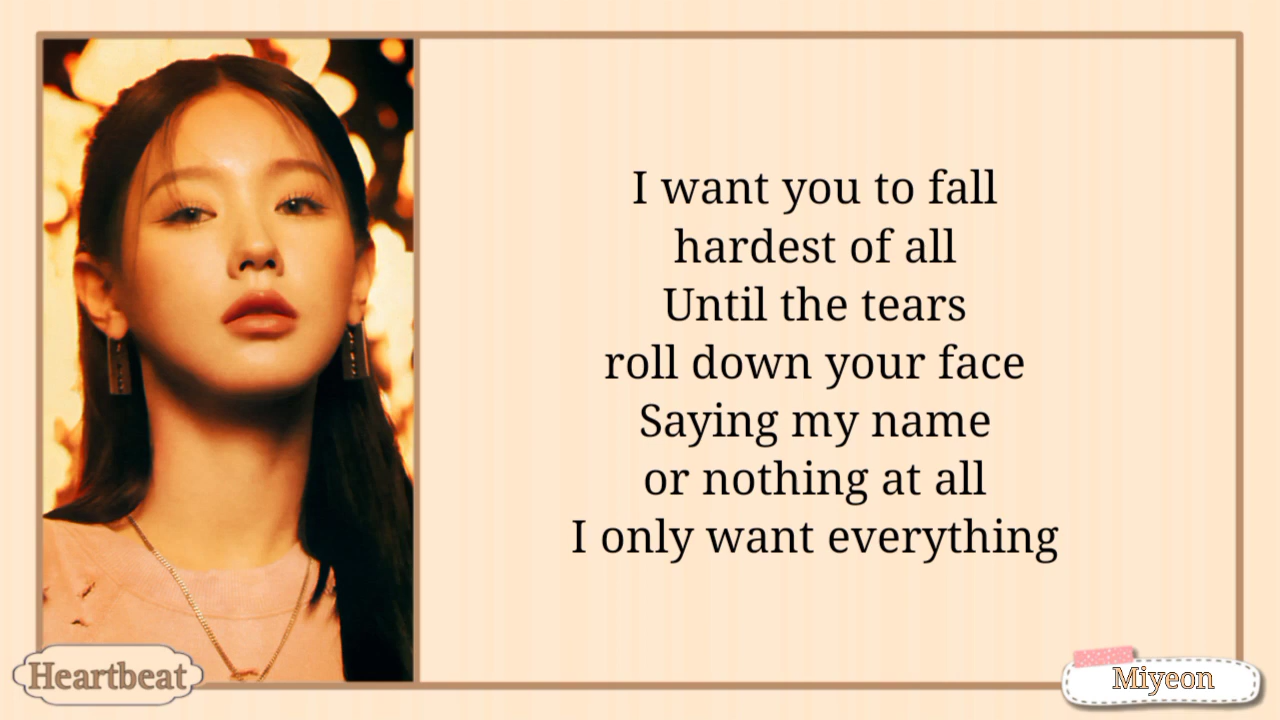 I want you to fall
hardest of all
Until the tears
roll down your face
Saying my name
or nothing at all
I only want everything
Heartbeat
Miyeon